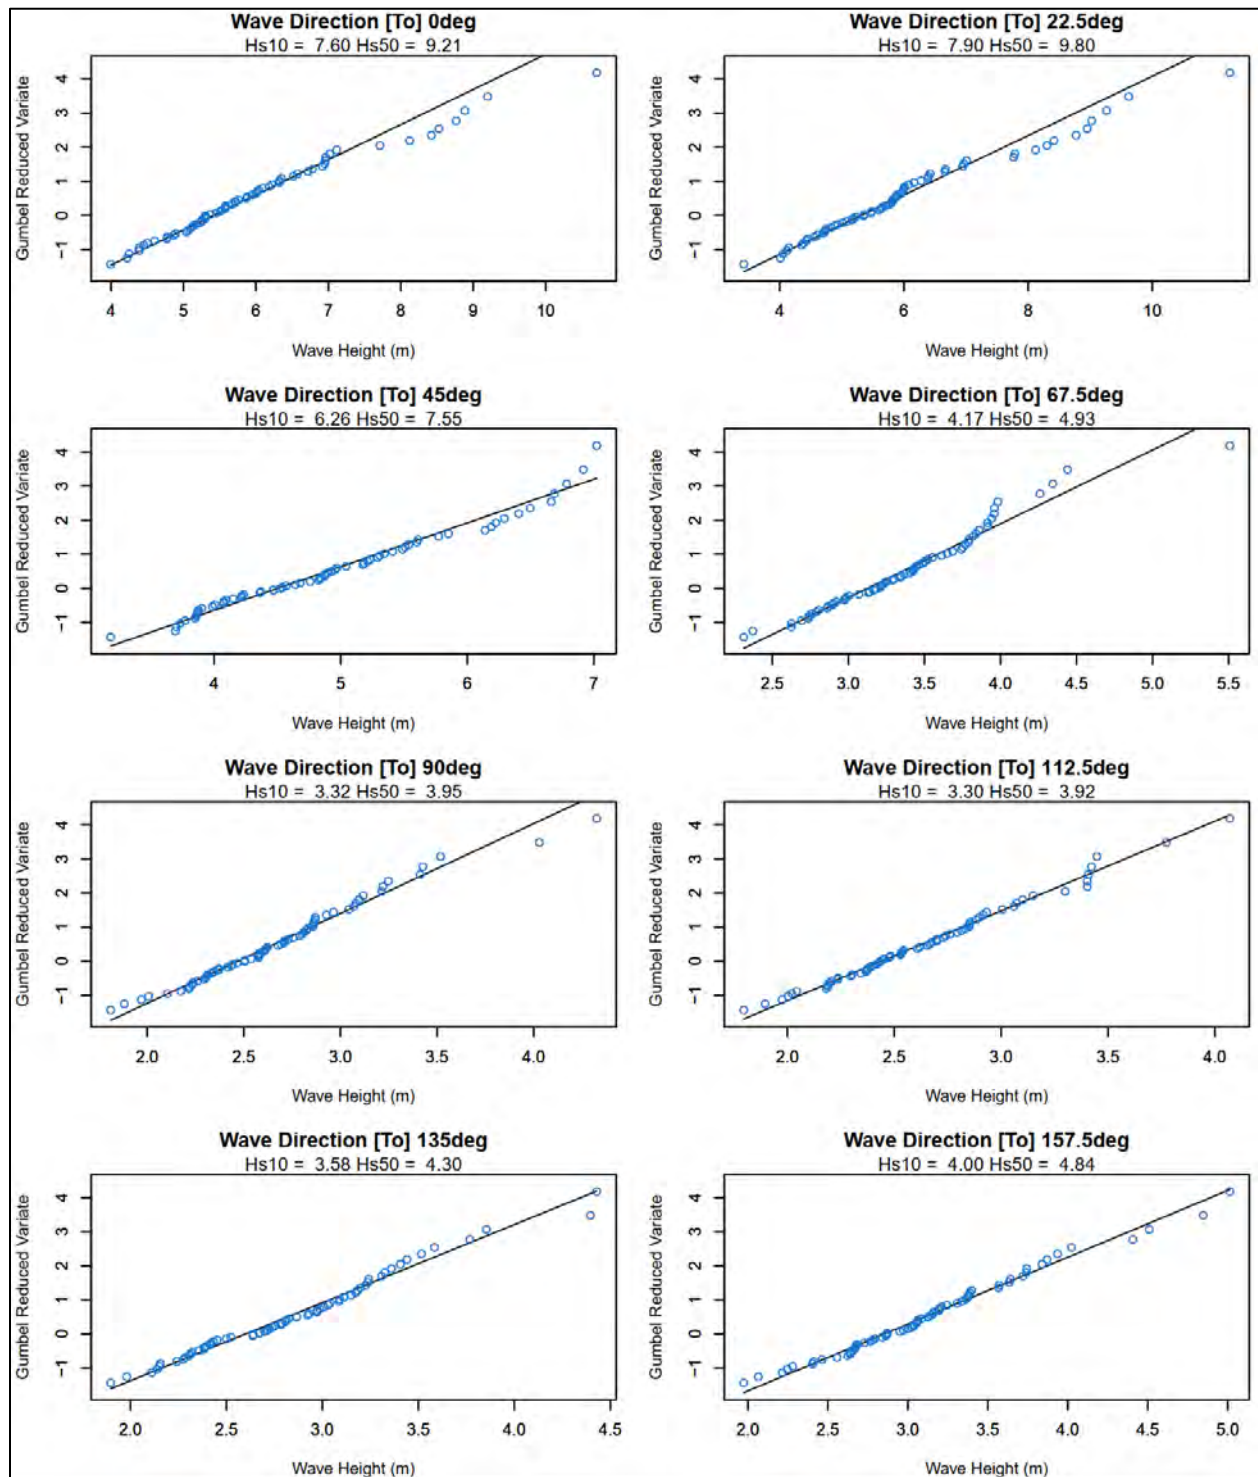 Wave Direction [To] 0deg
Hs10 = 7.60 Hs50 = 9.21
Gumbel Reduced Variate
4
3
2
1
0
-1
4 5 6 7 8 9 10
Wave Height (m)
Wave Direction [To] 22.5deg
Hs10 = 7.90 Hs50 = 9.80
Gumbel Reduced Variate
4
3
2
1
0
-1
4 6 8 10
Wave Height (m)
Wave Direction [To] 45deg
Hs10 = 6.26 Hs50 = 7.55
Gumbel Reduced Variate
4
3
2
1
0
-1
4 5 6 7
Wave Height (m)
Wave Direction [To] 67.5deg
Hs10 = 4.17 Hs50 = 4.93
Gumbel Reduced Variate
4
3
2
1
0
-1
2.5 3.0 3.5 4.0 4.5 5.0 5.5
Wave Height (m)
Wave Direction [To] 90deg
Hs10 = 3.32 Hs50 = 3.95
Gumbel Reduced Variate
4
3
2
1
0
-1
2.0 2.5 3.0 3.5 4.0
Wave Height (m)
Wave Direction [To] 112.5deg
Hs10 = 3.30 Hs50 = 3.92
Gumbel Reduced Variate
4
3
2
1
0
-1
2.0 2.5 3.0 3.5 4.0
Wave Height (m)
Wave Direction [To] 135deg
Hs10 = 3.58 Hs50 = 4.30
Gumbel Reduced Variate
4
3
2
1
0
-1
2.0 2.5 3.0 3.5 4.0 4.5
Wave Height (m)
Wave Direction [To] 157.5deg
Hs10 = 4.00 Hs50 = 4.84
Gumbel Reduced Variate
4
3
2
1
0
-1
2.0 2.5 3.0 3.5 4.0 4.5 5.0
Wave Height (m)